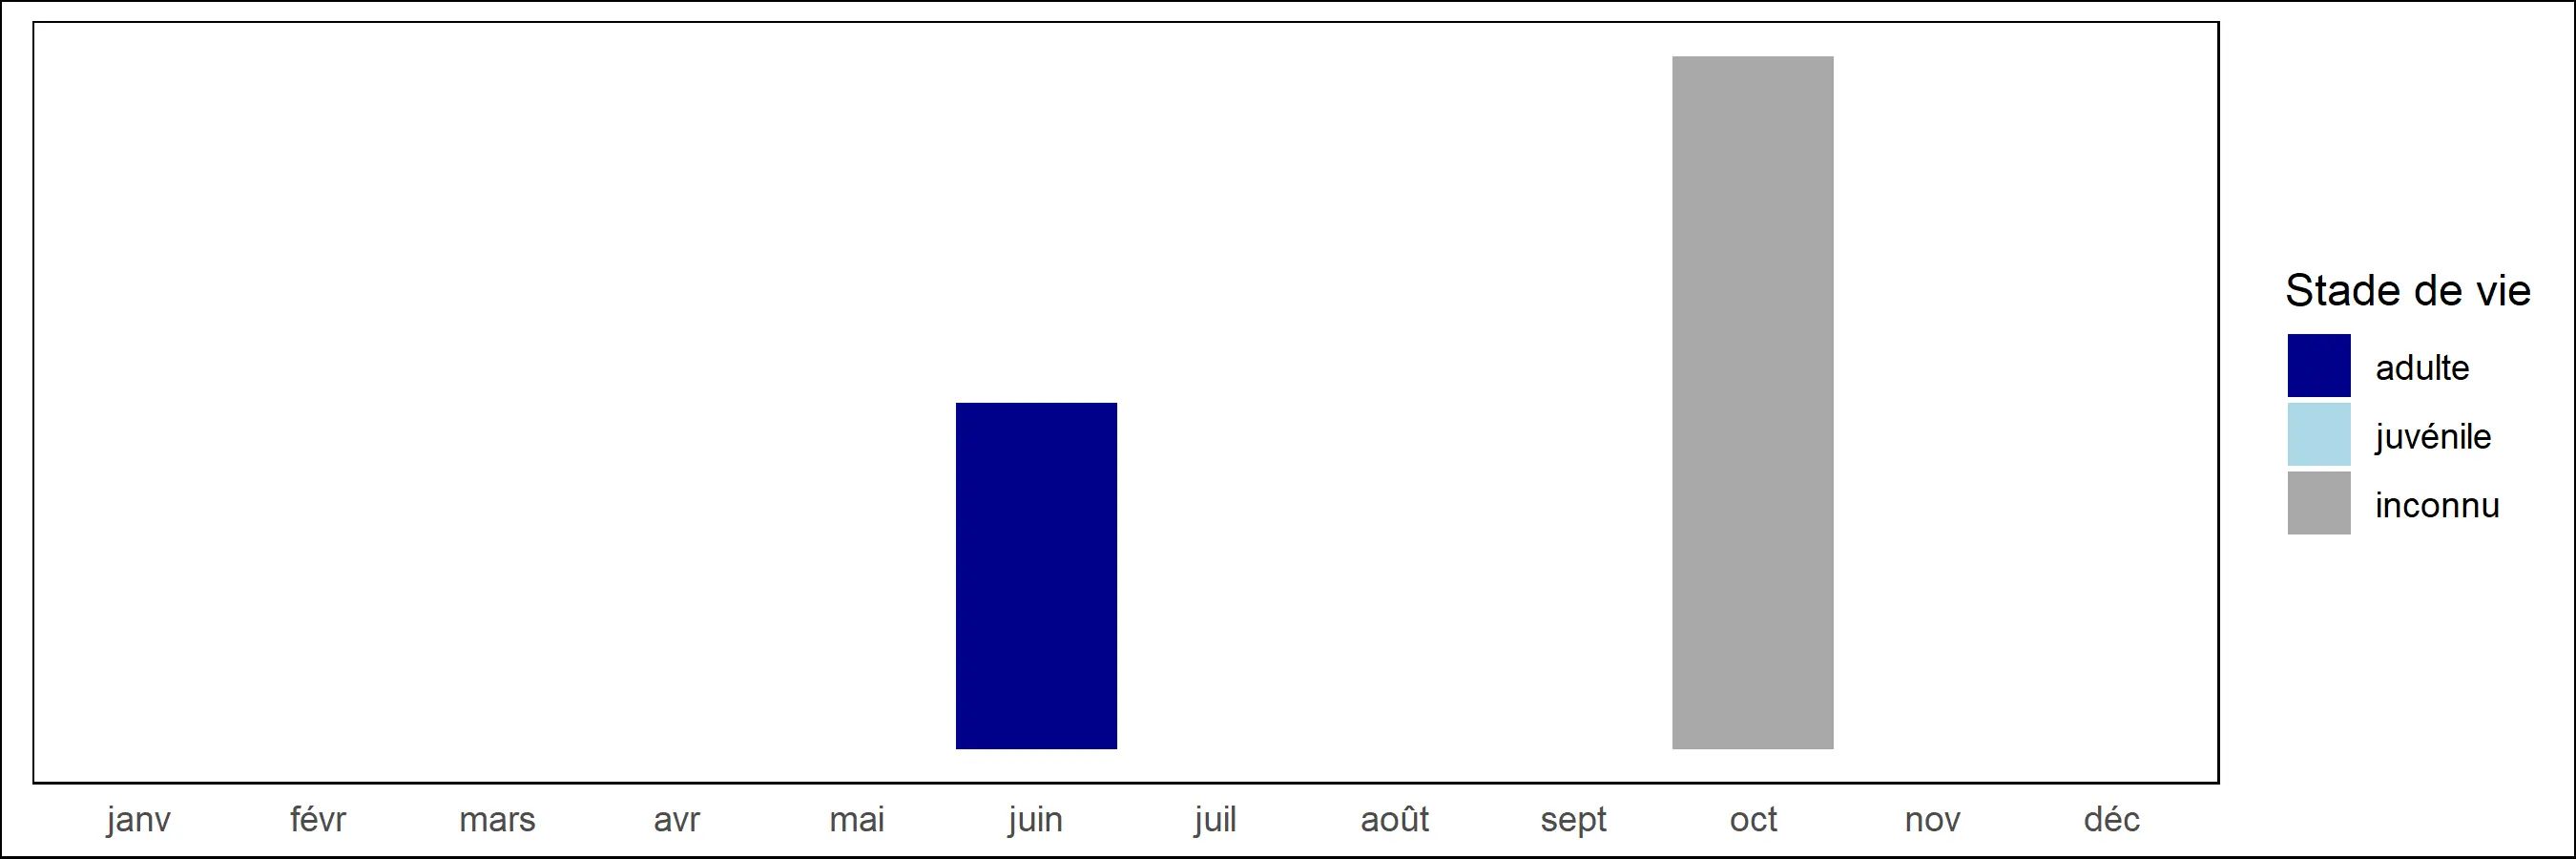 Stade de vie
adulte
juvénile
inconnu
janv févr mars avr mai juin juil août sept oct nov déc